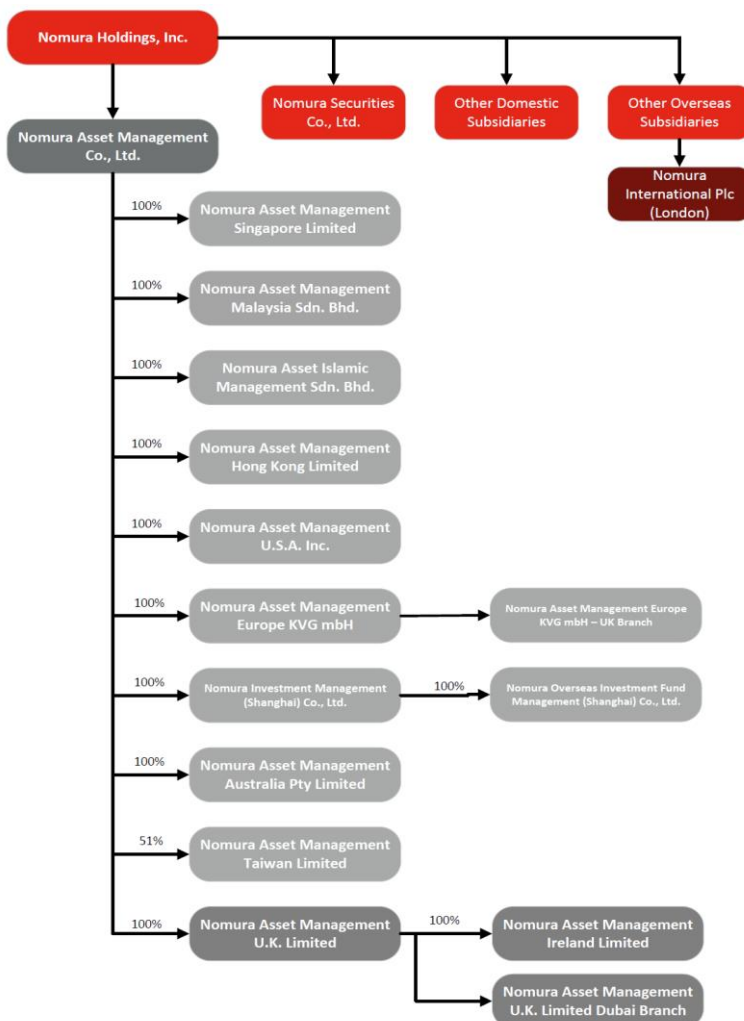 Nomura Holdings, Inc.
Nomura Securities
Co., Ltd.
Other Domestic
Subsidiaries
Other Overseas
Subsidiaries
Nomura
International Plc
(London)
Nomura Asset Management
Co., Ltd.
100%
Nomura Asset Management
Singapore Limited
100%
Nomura Asset Management
Malaysia Sdn. Bhd.
100%
Nomura Asset Islamic
Management Sdn. Bhd.
100%
Nomura Asset Management
Hong Kong Limited
100%
Nomura Asset Management
U.S.A. Inc.
100%
Nomura Asset Management
Europe KVG mbH
Nomura Asset Management Europe
KVG mbH – UK Branch
100%
Nomura Investment Management
(Shanghai) Co., Ltd.
100%
Nomura Overseas Investment Fund
Management (Shanghai) Co., Ltd.
100%
Nomura Asset Management
Australia Pty Limited
51%
Nomura Asset Management
Taiwan Limited
100%
Nomura Asset Management
U.K. Limited
100%
Nomura Asset Management
Ireland Limited
Nomura Asset Management
U.K. Limited Dubai Branch